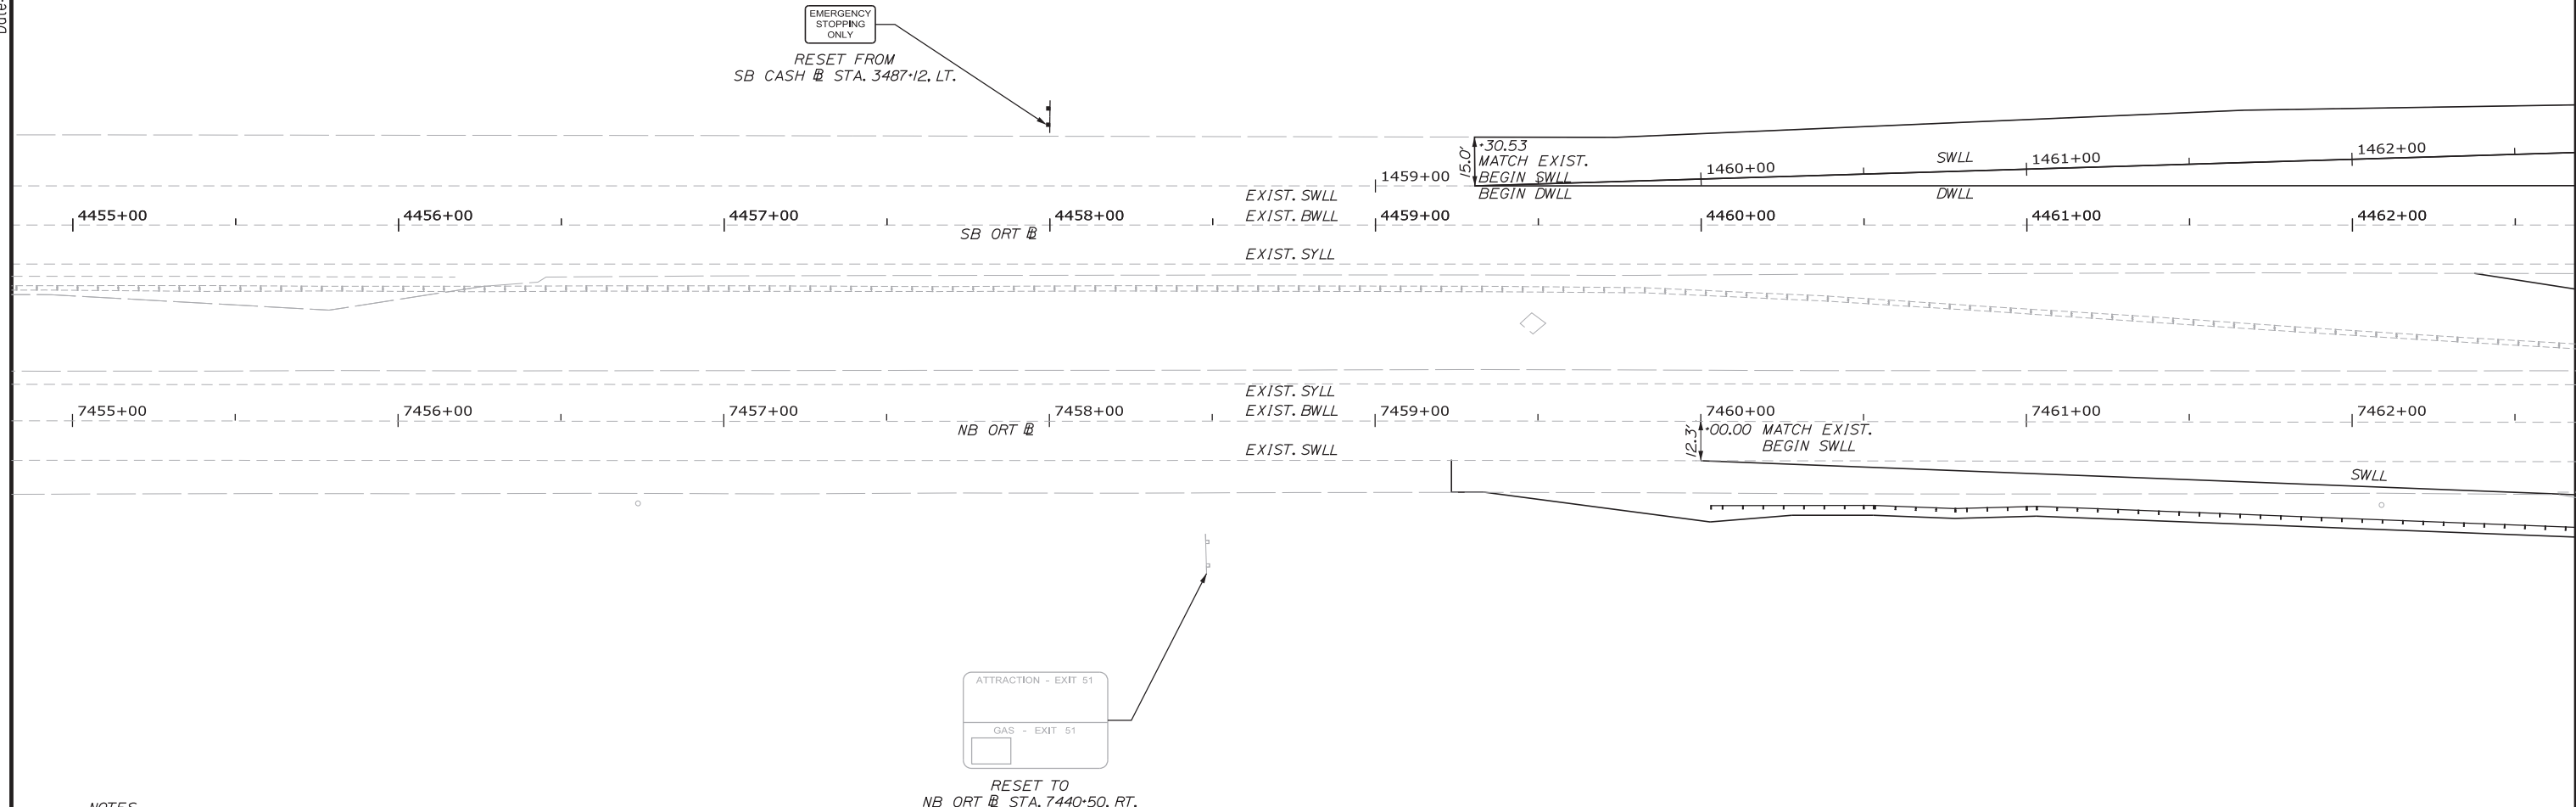 Date:
EMERGENCY
STOPPING
ONLY
RESET FROM
SB CASH BL STA. 3487+12, LT.
15.0'
+30.53
MATCH EXIST.
BEGIN SWLL
BEGIN DWLL
1459+00
1460+00
SWLL
1461+00
1462+00
DWLL
EXIST. SWLL
4455+00
4456+00
4457+00
4458+00
EXIST. BWLL
4459+00
4460+00
4461+00
4462+00
SB ORT BL
EXIST. SYLL
EXIST. SYLL
7455+00
7456+00
7457+00
7458+00
EXIST. BWLL
7459+00
7460+00
7461+00
7462+00
NB ORT BL
12.3'
+00.00 MATCH EXIST.
BEGIN SWLL
EXIST. SWLL
SWLL
ATTRACTION - EXIT 51
GAS - EXIT 51
RESET TO
NB ORT BL STA. 7440+50, RT.
NOTES